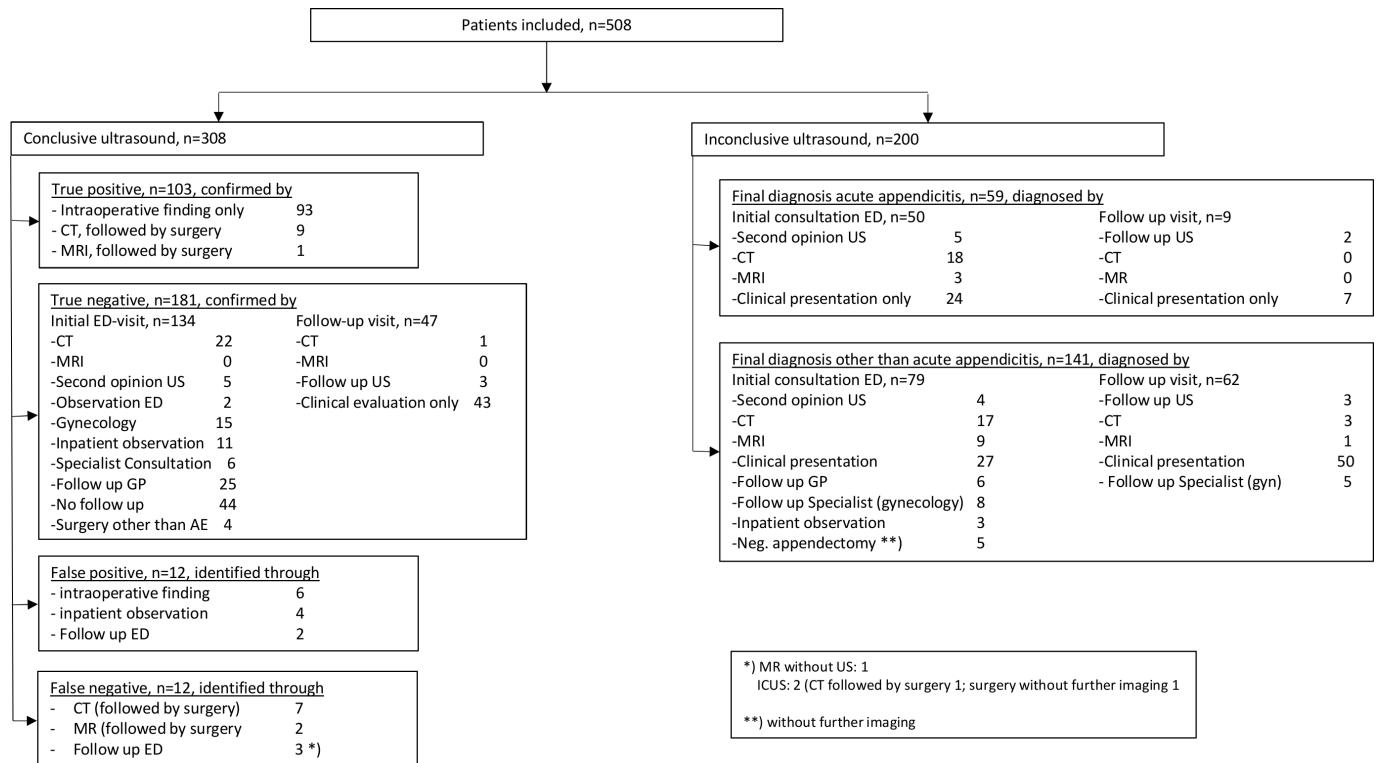 Patients included, n=508
Conclusive ultrasound, n=308
True positive, n=103, confirmed by
- Intraoperative finding only 93
- CT, followed by surgery 9
- MRI, followed by surgery 1
True negative, n=181, confirmed by
Initial ED-visit, n=134 Follow-up visit, n=47
-CT 22 -CT 1
-MRI 0 -MRI 0
-Second opinion US 5 -Follow up US 3
-Observation ED 2 -Clinical evaluation only 43
-Gynecology 15
-Inpatient observation 11
-Specialist Consultation 6
-Follow up GP 25
-No follow up 44
-Surgery other than AE 4
False positive, n=12, identified through
- intraoperative finding 6
- inpatient observation 4
- Follow up ED 2
False negative, n=12, identified through
- CT (followed by surgery) 7
- MR (followed by surgery 2
- Follow up ED 3 *)
Inconclusive ultrasound, n=200
Final diagnosis acute appendicitis, n=59, diagnosed by
Initial consultation ED, n=50 Follow up visit, n=9
-Second opinion US 5 -Follow up US 2
-CT 18 -CT 0
-MRI 3 -MR 0
-Clinical presentation only 24 -Clinical presentation only 7
Final diagnosis other than acute appendicitis, n=141, diagnosed by
Initial consultation ED, n=79 Follow up visit, n=62
-Second opinion US 4 -Follow up US 3
-CT 17 -CT 3
-MRI 9 -MRI 1
-Clinical presentation 27 -Clinical presentation 50
-Follow up GP 6 - Follow up Specialist (gyn) 5
-Follow up Specialist (gynecology) 8
-Inpatient observation 3
-Neg. appendectomy **) 5
*) MR without US: 1
ICUS: 2 (CT followed by surgery 1; surgery without further imaging 1
**) without further imaging